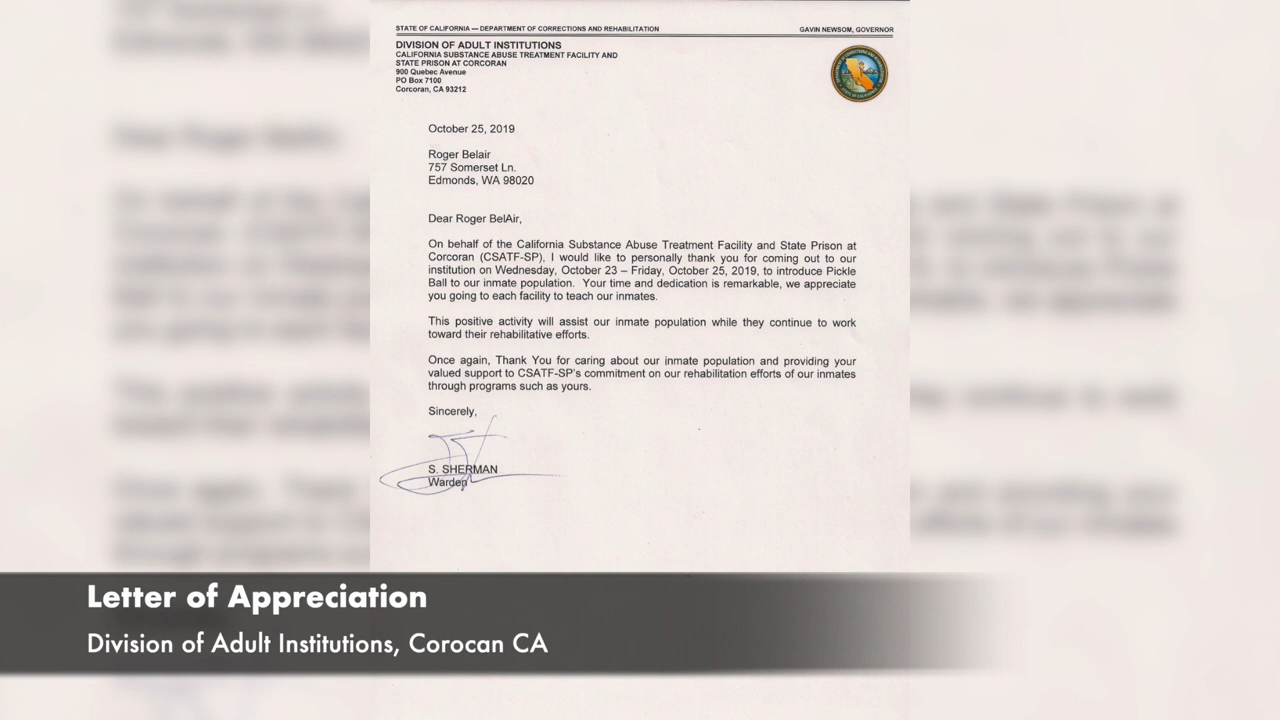 STATE OF CALIFORNIA — DEPARTMENT OF CORRECTIONS AND REHABILITATION
GAVIN NEWSOM, GOVERNOR
DIVISION OF ADULT INSTITUTIONS
CALIFORNIA SUBSTANCE ABUSE TREATMENT FACILITY AND
STATE PRISON AT CORCORAN
900 Quebec Avenue
PO Box 7100
Corcoran, CA 93212
October 25, 2019
Roger Belair
757 Somerset Ln.
Edmonds, WA 98020
Dear Roger BelAir,
On behalf of the California Substance Abuse Treatment Facility and State Prison at
Corcoran (CSATF-SP), I would like to personally thank you for coming out to our
institution on Wednesday, October 23 – Friday, October 25, 2019, to introduce Pickle
Ball to our inmate population. Your time and dedication is remarkable, we appreciate
you going to each facility to teach our inmates.
This positive activity will assist our inmate population while they continue to work
toward their rehabilitative efforts.
Once again, Thank You for caring about our inmate population and providing your
valued support to CSATF-SP's commitment on our rehabilitation efforts of our inmates
through programs such as yours.
Sincerely,
S. SHERMAN
Warden
Letter of Appreciation
Division of Adult Institutions, Corocan CA